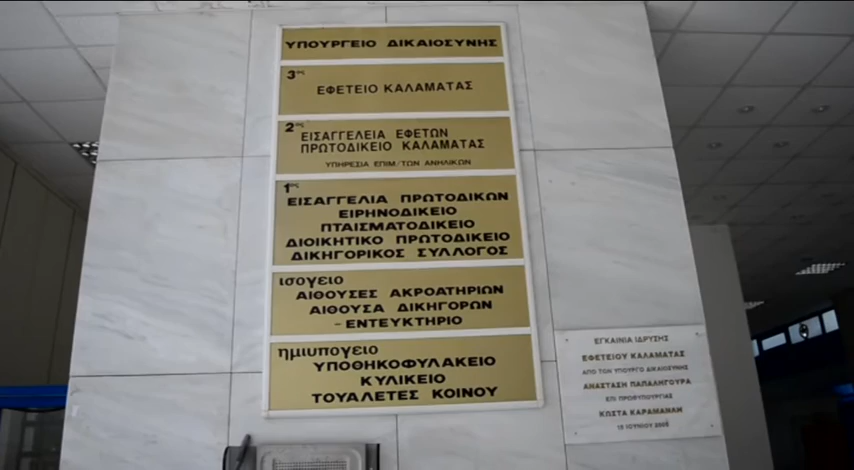 ΥΠΟΥΡΓΕΙΟ ΔΙΚΑΙΟΣΥΝΗΣ
3ος
ΕΦΕΤΕΙΟ ΚΑΛΑΜΑΤΑΣ
2ος
ΕΙΣΑΓΓΕΛΕΙΑ ΕΦΕΤΩΝ
ΠΡΩΤΟΔΙΚΕΙΟ ΚΑΛΑΜΑΤΑΣ
ΥΠΗΡΕΣΙΑ ΕΠΙΜ/ΤΩΝ ΑΝΗΛΙΚΩΝ
1ος
ΕΙΣΑΓΓΕΛΙΑ ΠΡΩΤΟΔΙΚΩΝ
ΕΙΡΗΝΟΔΙΚΕΙΟ
ΠΤΑΙΣΜΑΤΟΔΙΚΕΙΟ
ΔΙΟΙΚΗΤΙΚΟ ΠΡΩΤΟΔΙΚΕΙΟ
ΔΙΚΗΓΟΡΙΚΟΣ ΣΥΛΛΟΓΟΣ
ισογειο
ΑΙΘΟΥΣΕΣ ΑΚΡΟΑΤΗΡΙΩΝ
ΑΙΘΟΥΣΑ ΔΙΚΗΓΟΡΩΝ
- ΕΝΤΕΥΚΤΗΡΙΟ
ημιυπογειο
ΥΠΟΘΗΚΟΦΥΛΑΚΕΙΟ
ΚΥΛΙΚΕΙΟ
ΤΟΥΑΛΕΤΕΣ ΚΟΙΝΟΥ
ΕΓΚΑΙΝΙΑ ΙΔΡΥΣΗΣ
ΕΦΕΤΕΙΟΥ ΚΑΛΑΜΑΤΑΣ
ΑΠΟ ΤΟΝ ΥΠΟΥΡΓΟ ΔΙΚΑΙΟΣΥΝΗΣ
ΑΝΑΣΤΑΣΗ ΠΑΠΑΛΗΓΟΥΡΑ
ΕΠΙ ΠΡΩΘΥΠΟΥΡΓΙΑΣ
ΚΩΣΤΑ ΚΑΡΑΜΑΝΛΗ
ΙΟΥΝΙΟΥ